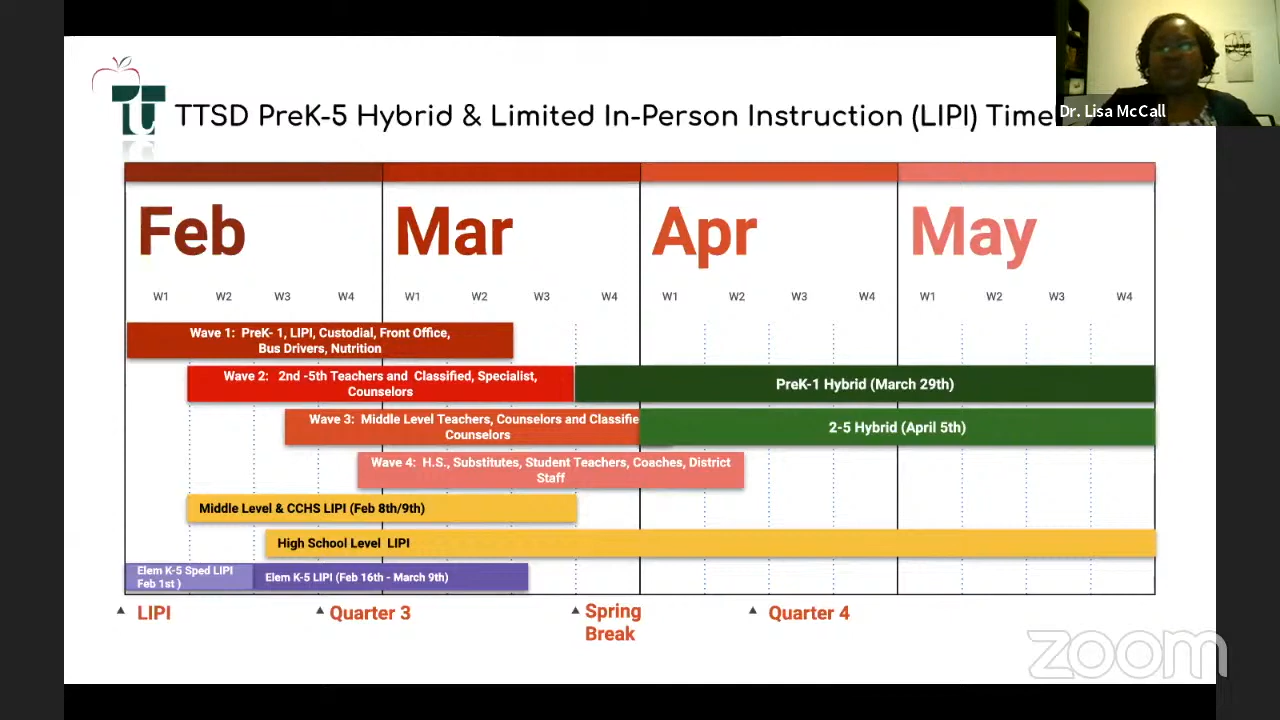 TTSD PreK-5 Hybrid & Limited In-Person Instruction (LIPI) Time
Dr. Lisa McCall
Feb
Mar
Apr
May
W1 W2 W3 W4 W1 W2 W3 W4 W1 W2 W3 W4 W1 W2 W3 W4
Wave 1: PreK- 1, LIPI, Custodial, Front Office,
Bus Drivers, Nutrition
Wave 2: 2nd -5th Teachers and Classified, Specialist,
Counselors
PreK-1 Hybrid (March 29th)
Wave 3: Middle Level Teachers, Counselors and Classifie
Counselors
2-5 Hybrid (April 5th)
Wave 4: H.S., Substitutes, Student Teachers, Coaches, District
Staff
Middle Level & CCHS LIPI (Feb 8th/9th)
High School Level LIPI
Elem K-5 Sped LIPI
Feb 1st )
Elem K-5 LIPI (Feb 16th - March 9th)
LIPI
Quarter 3
Spring
Break
Quarter 4
zoom